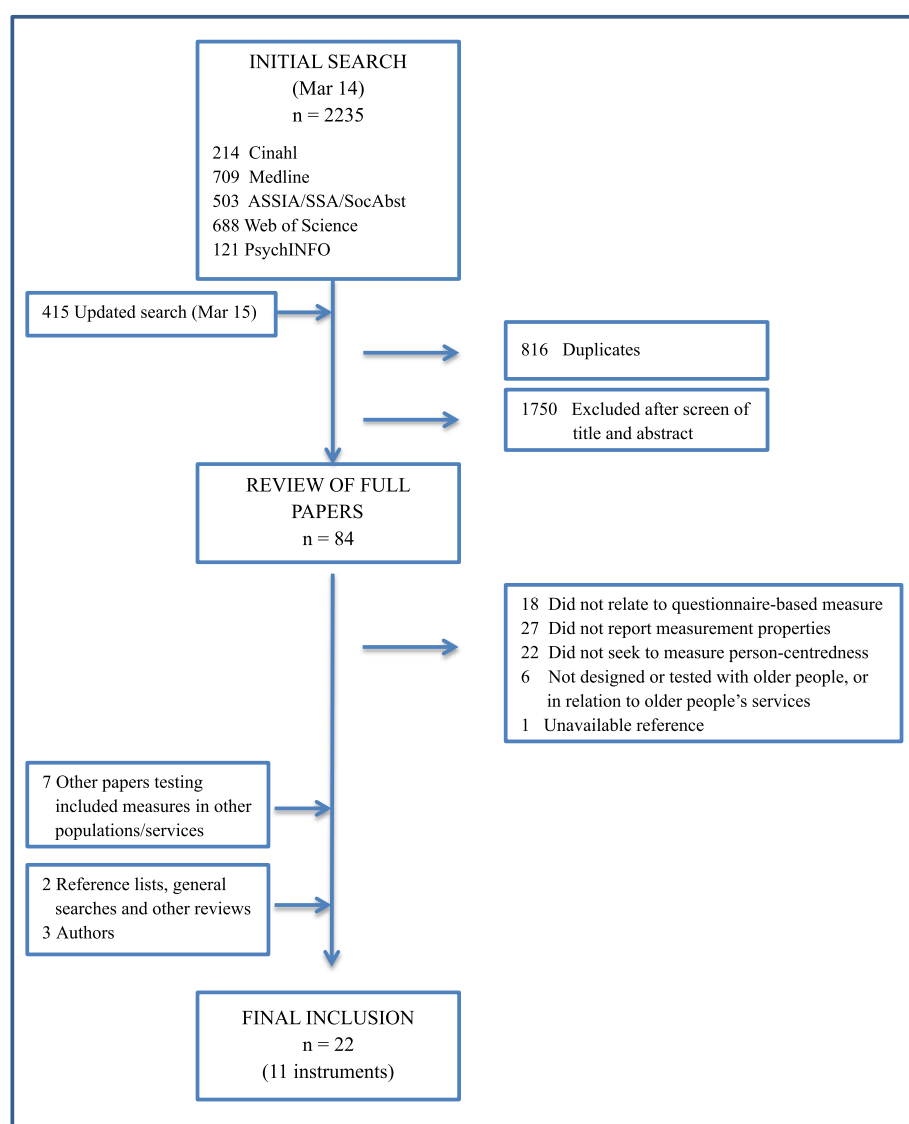 INITIAL SEARCH
(Mar 14)
n = 2235
214 Cinahl
709 Medline
503 ASSIA/SSA/SocAbst
688 Web of Science
121 PsychINFO
415 Updated search (Mar 15)
816 Duplicates
1750 Excluded after screen of
title and abstract
REVIEW OF FULL
PAPERS
n = 84
18 Did not relate to questionnaire-based measure
27 Did not report measurement properties
22 Did not seek to measure person-centredness
6 Not designed or tested with older people, or
in relation to older people’s services
1 Unavailable reference
7 Other papers testing
included measures in other
populations/services
2 Reference lists, general
searches and other reviews
3 Authors
FINAL INCLUSION
n = 22
(11 instruments)